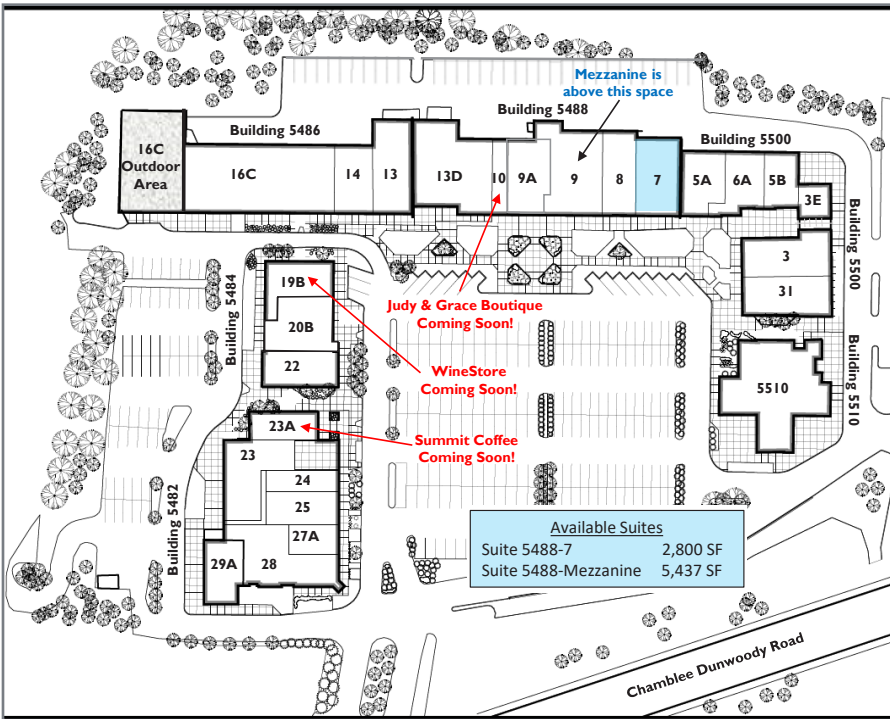 Mezzanine is
above this space
Building 5488
Building 5486
Building 5500
16C
Outdoor
Area
16C
14
13
13D
10
9A
9
8
7
5A
6A
5B
3E
Building 5500
3
31
Building 5484
19B
20B
22
Judy & Grace Boutique
Coming Soon!
WineStore
Coming Soon!
Summit Coffee
Coming Soon!
5510
Building 5510
23A
23
24
25
27A
28
29A
Building 5482
Available Suites
Suite 5488-7 2,800 SF
Suite 5488-Mezzanine 5,437 SF
Chamblee Dunwoody Road